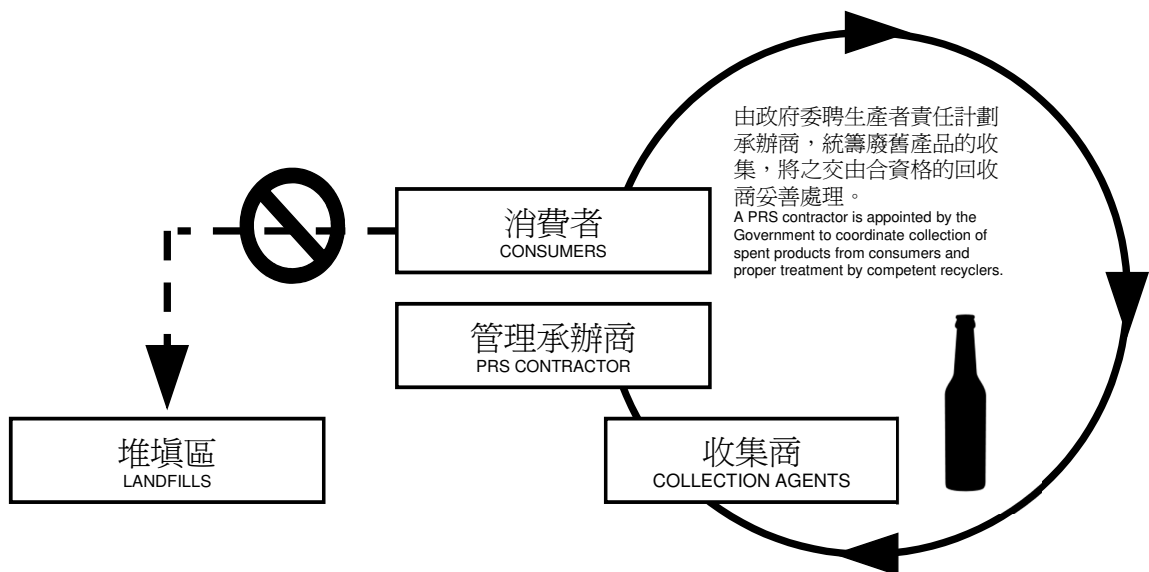 由政府委聘生產者責任計劃
承辦商，統籌廢舊產品的收
集，將之交由合資格的回收
商妥善處理。
A PRS contractor is appointed by the
Government to coordinate collection of
spent products from consumers and
proper treatment by competent recyclers.
消費者
CONSUMERS
管理承辦商
PRS CONTRACTOR
收集商
COLLECTION AGENTS
堆填區
LANDFILLS